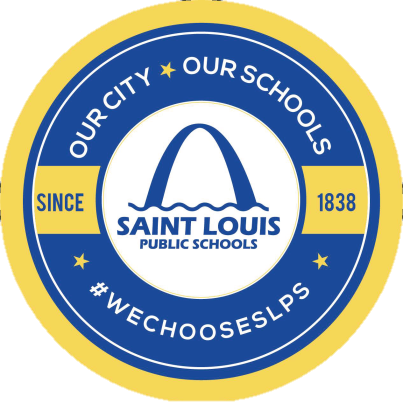 OUR CITY ★ OUR SCHOOLS
SINCE
1838
SAINT LOUIS
PUBLIC SCHOOLS
#WECHOOSESLPS